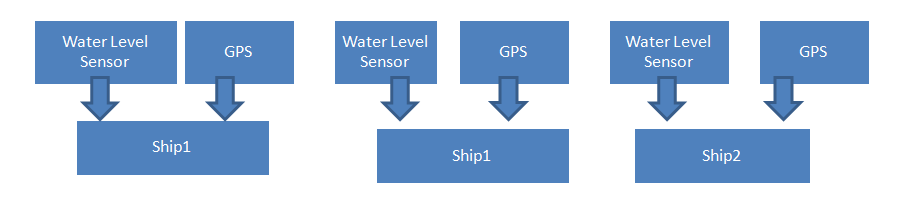 Water Level
Sensor
GPS
Water Level
Sensor
GPS
Water Level
Sensor
GPS
Ship1
Ship1
Ship2